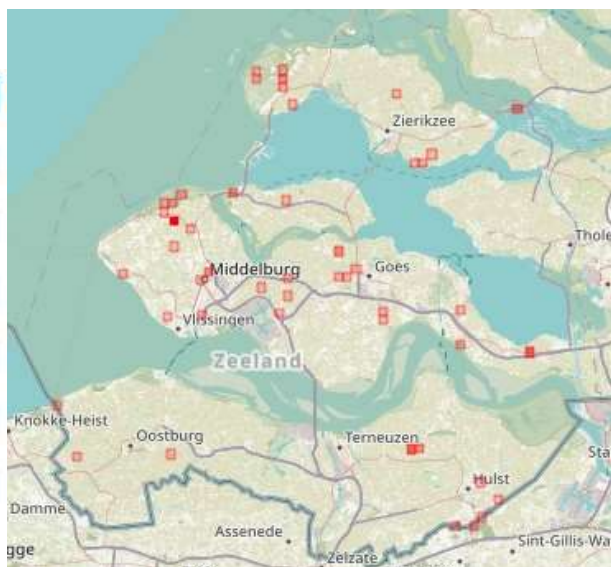 Zierikzee
Thole
Middelburg
Goes
Vlissingen
Zeeland
Knokke-Heist
Oostburg
Terneuzen
Sta
Hulst
Damme
Assenede
Sint-Gillis-Wa
gge
Zelzate